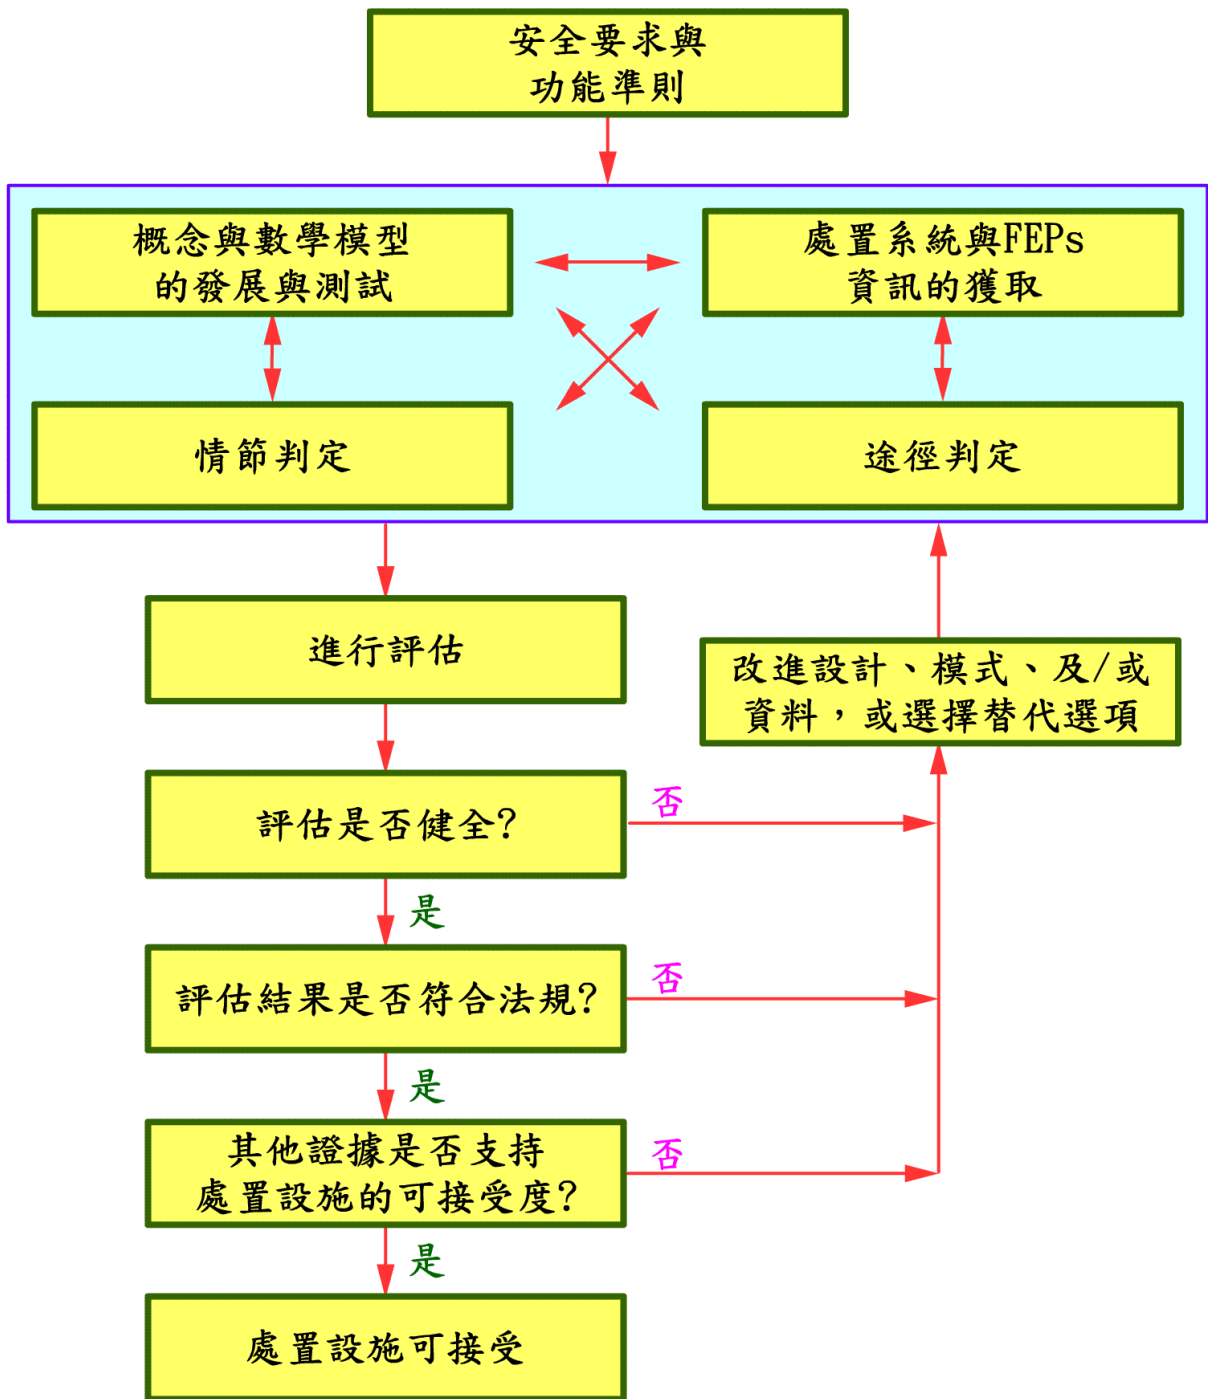 安全要求與
功能準則
概念與數學模型
的發展與測試
處置系統與FEPs
資訊的獲取
情節判定
途徑判定
進行評估
改進設計、模式、及/或
資料，或選擇替代選項
評估是否健全?
否
是
評估結果是否符合法規?
否
是
其他證據是否支持
處置設施的可接受度?
否
是
處置設施可接受